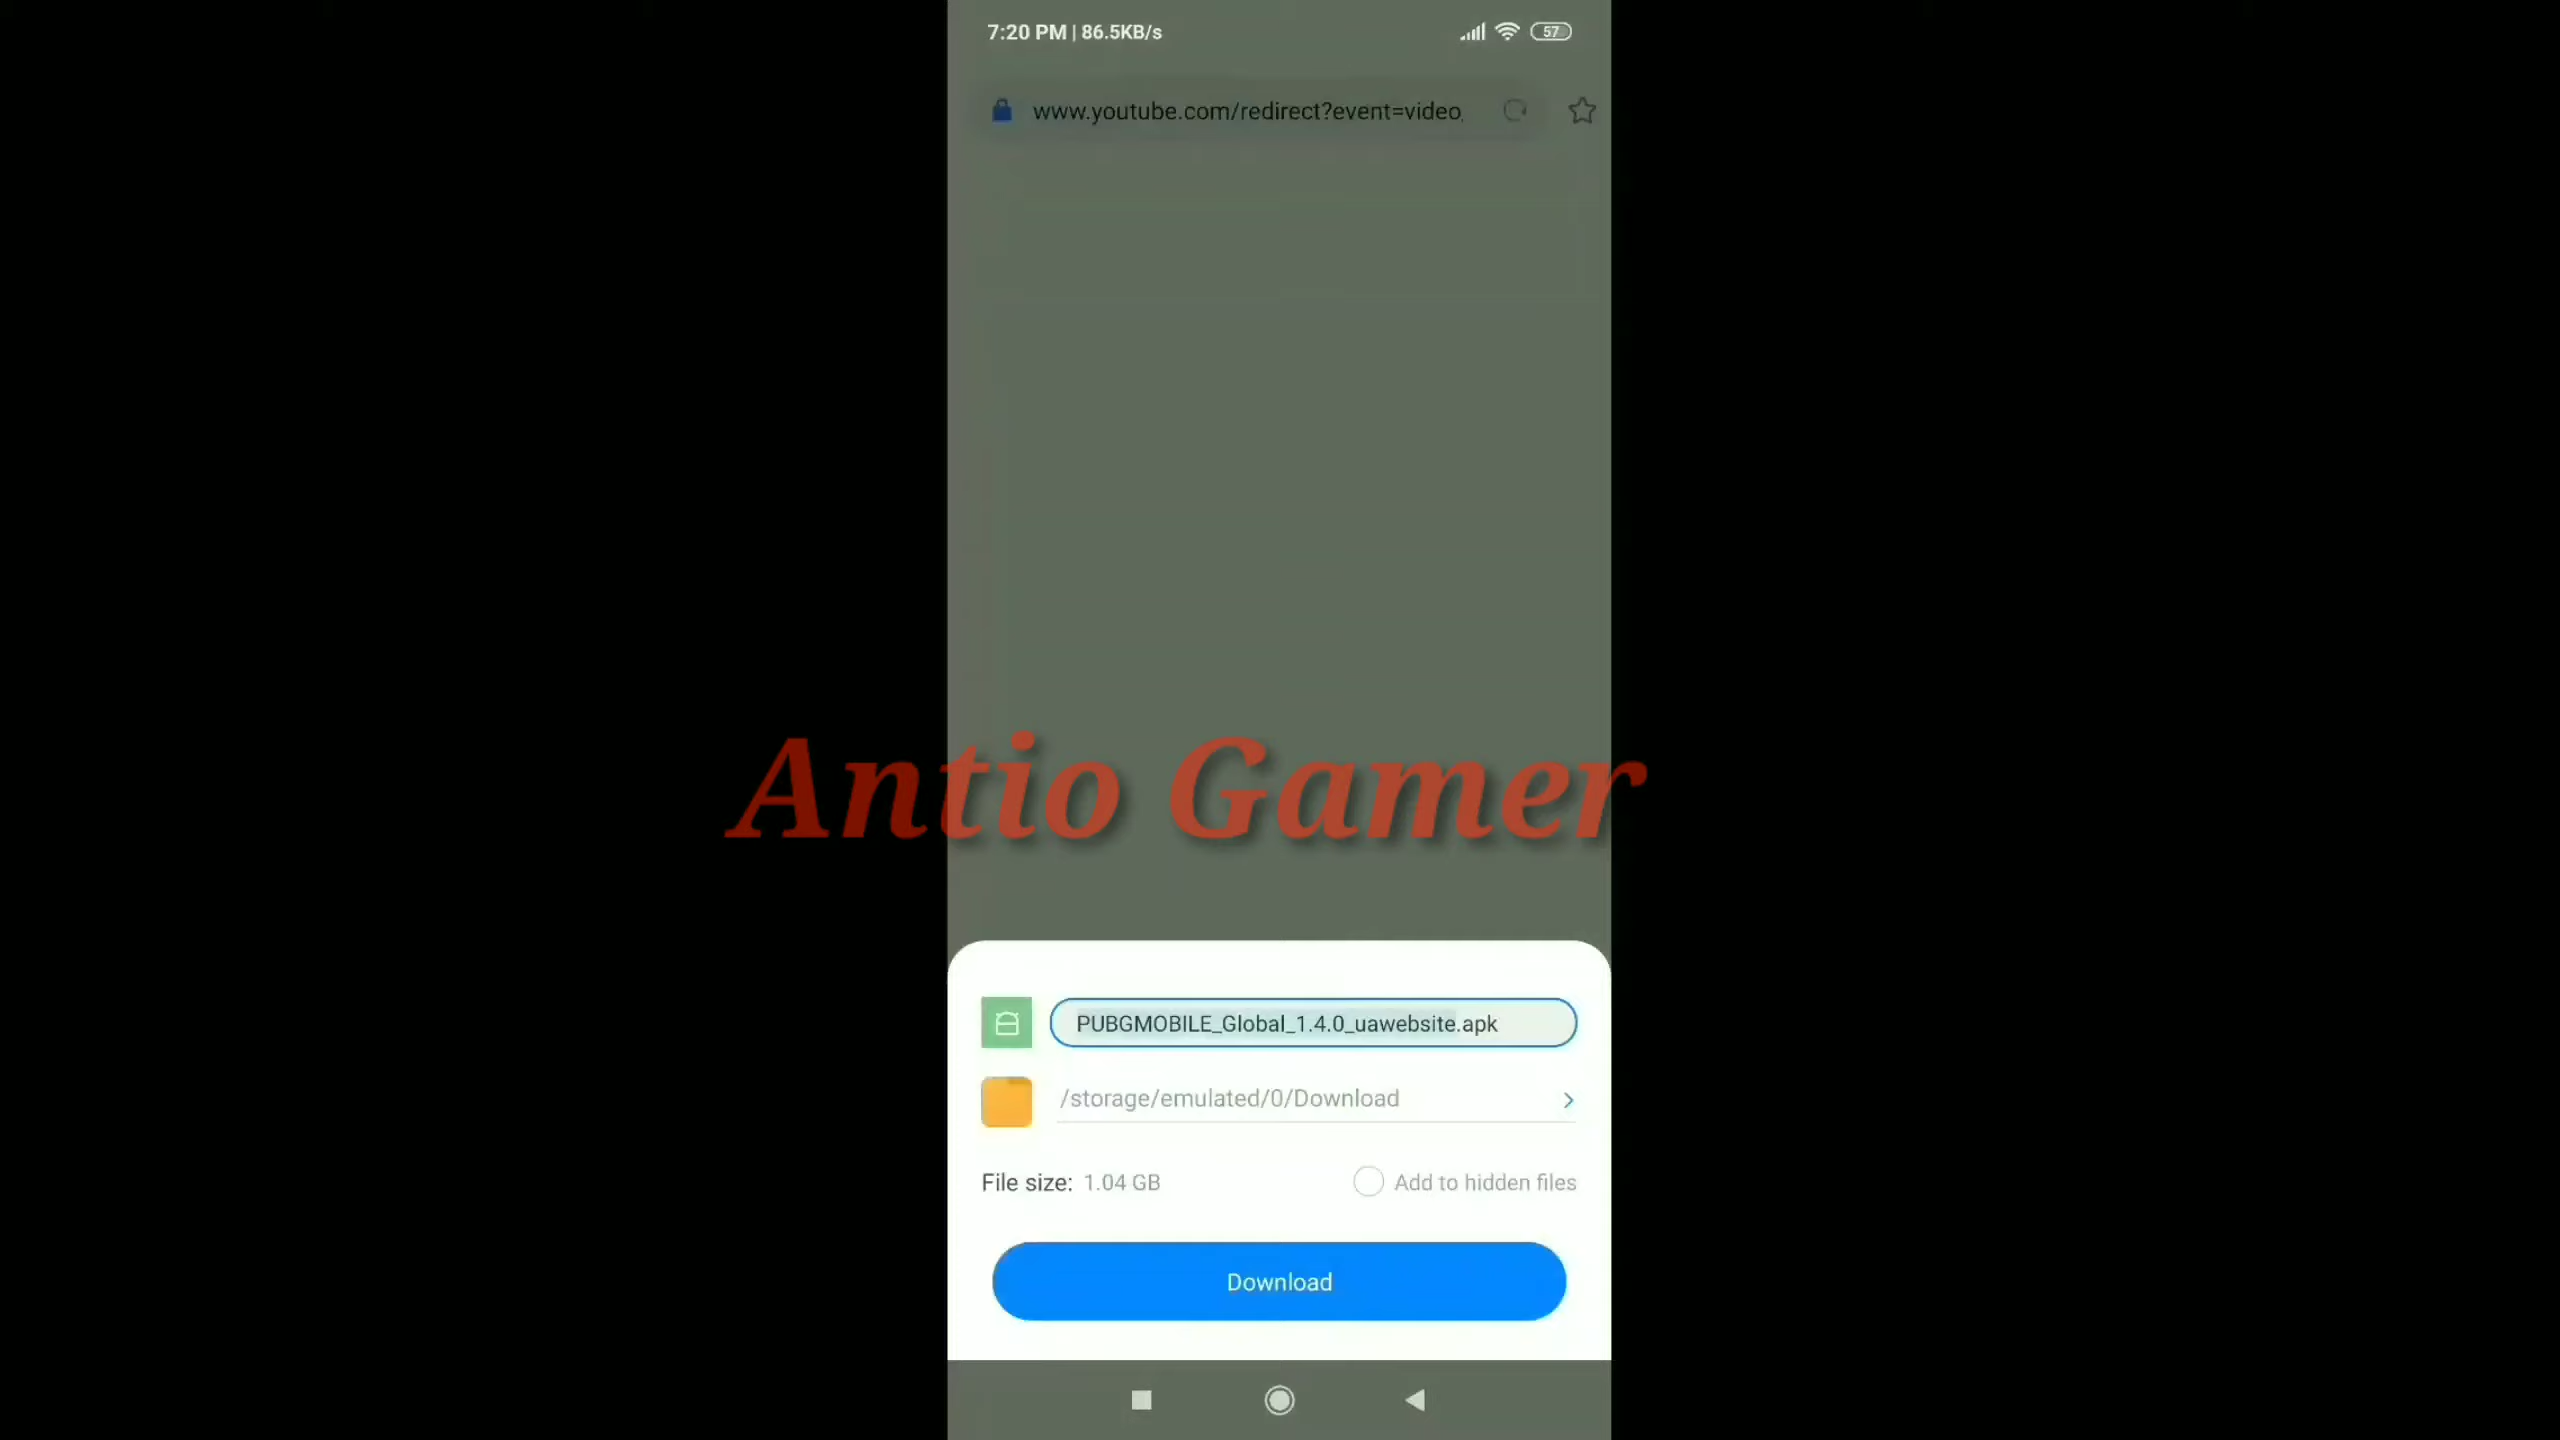 7:20 PM | 86.5KB/s
57
www.youtube.com/redirect?event=video_
Antio Gamer
PUBGMOBILE_Global_1.4.0_uawebsite.apk
/storage/emulated/0/Download
File size: 1.04 GB
Add to hidden files
Download